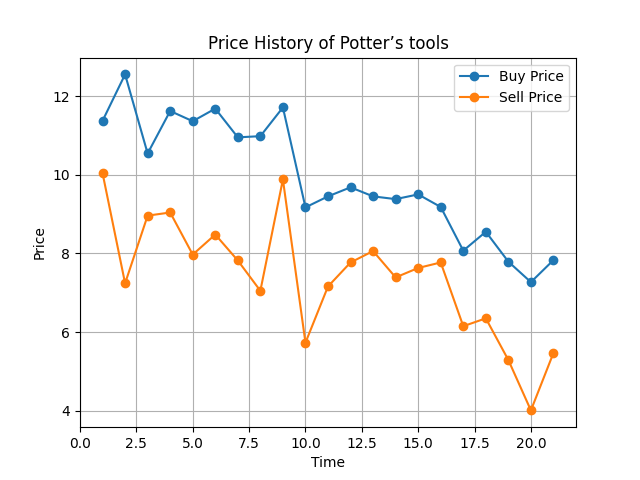 Price History of Potter’s tools
Buy Price
Sell Price
12
10
8
6
4
Price
0.0 2.5 5.0 7.5 10.0 12.5 15.0 17.5 20.0
Time